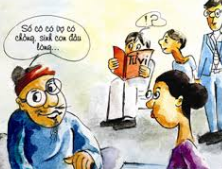 Số cô có vợ có
chồng, sinh con đầu
lòng...
!?
TỬ VI